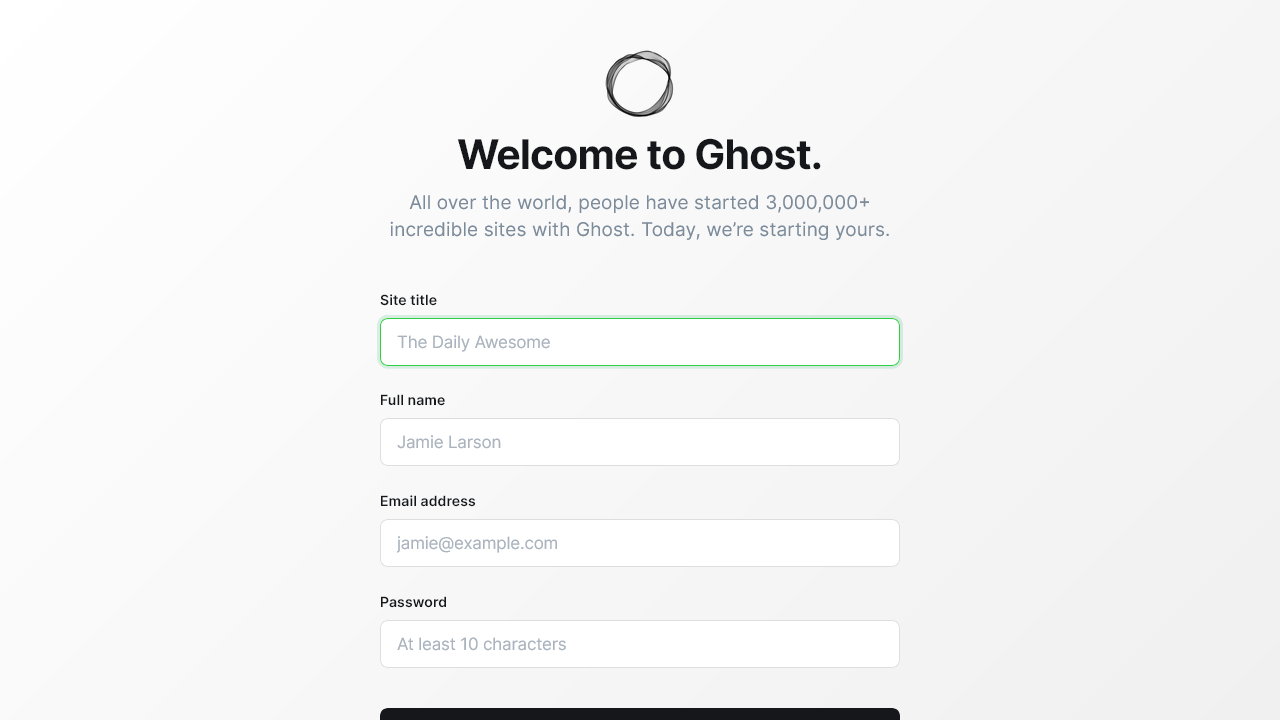 Welcome to Ghost.
All over the world, people have started 3,000,000+
incredible sites with Ghost. Today, we’re starting yours.
Site title
The Daily Awesome
Full name
Jamie Larson
Email address
jamie@example.com
Password
At least 10 characters